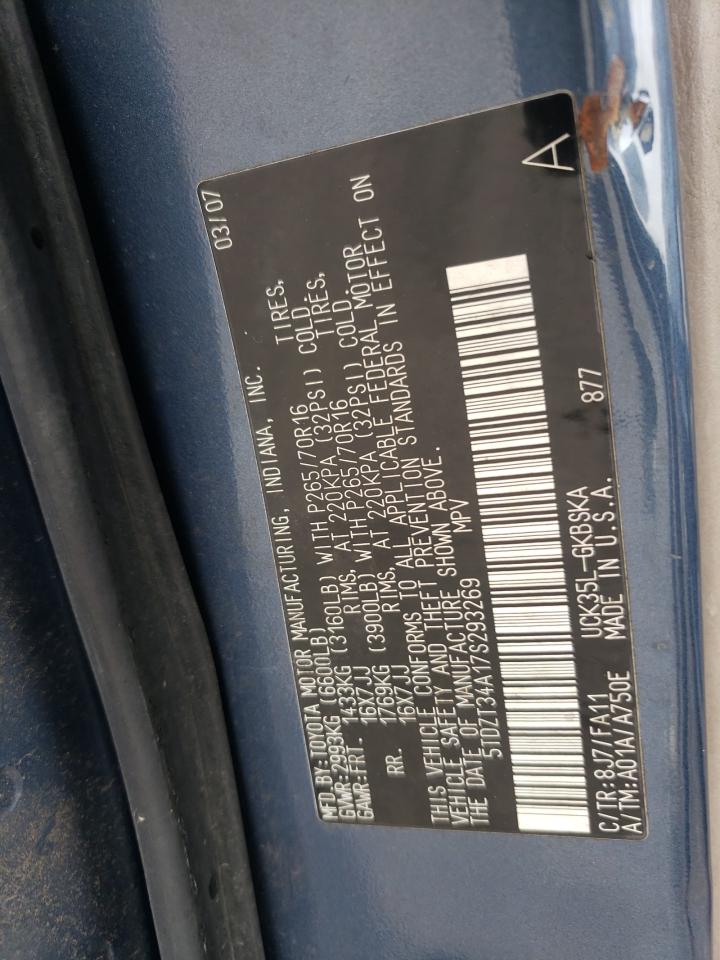 MFD.BY:TOYOTA MOTOR MANUFACTURING, INDIANA, INC. 03/07
GVWR:2993KG (6600LB)
GAWR:FRT. 1433KG (3160LB) WITH P265/70R16 TIRES,
16X7JJ RIMS, AT 220KPA (32PSI) COLD.
RR. 1769KG (3900LB) WITH P265/70R16 TIRES,
16X7JJ RIMS, AT 220KPA (32PSI) COLD.
THIS VEHICLE CONFORMS TO ALL APPLICABLE FEDERAL MOTOR
VEHICLE SAFETY AND THEFT PREVENTION STANDARDS IN EFFECT ON
THE DATE OF MANUFACTURE SHOWN ABOVE.
5TDZT34A17S293269 MPV
A
C/TR:8J7/FA11 UCK35L-GKBSKA 877
A/TM:A01A/A750E MADE IN U.S.A.